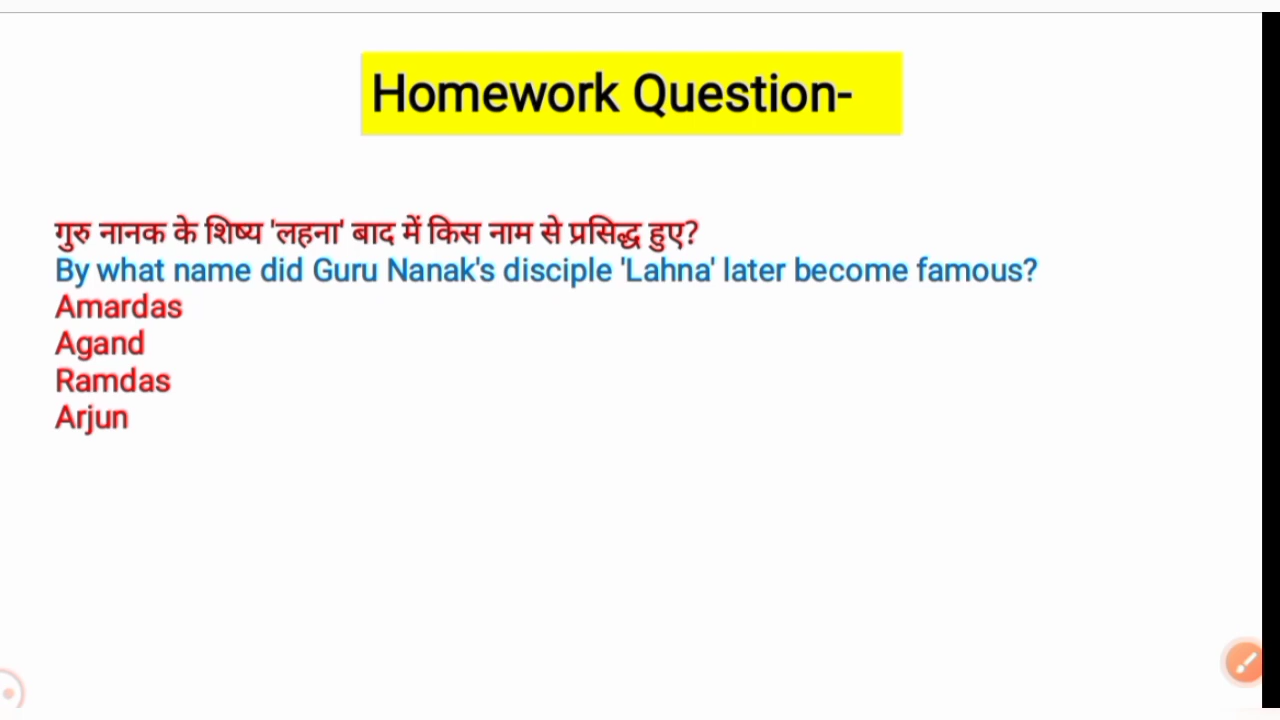 Homework Question-
गुरु नानक के शिष्य 'लहना' बाद में किस नाम से प्रसिद्ध हुए?
By what name did Guru Nanak's disciple 'Lahna' later become famous?
Amardas
Agand
Ramdas
Arjun